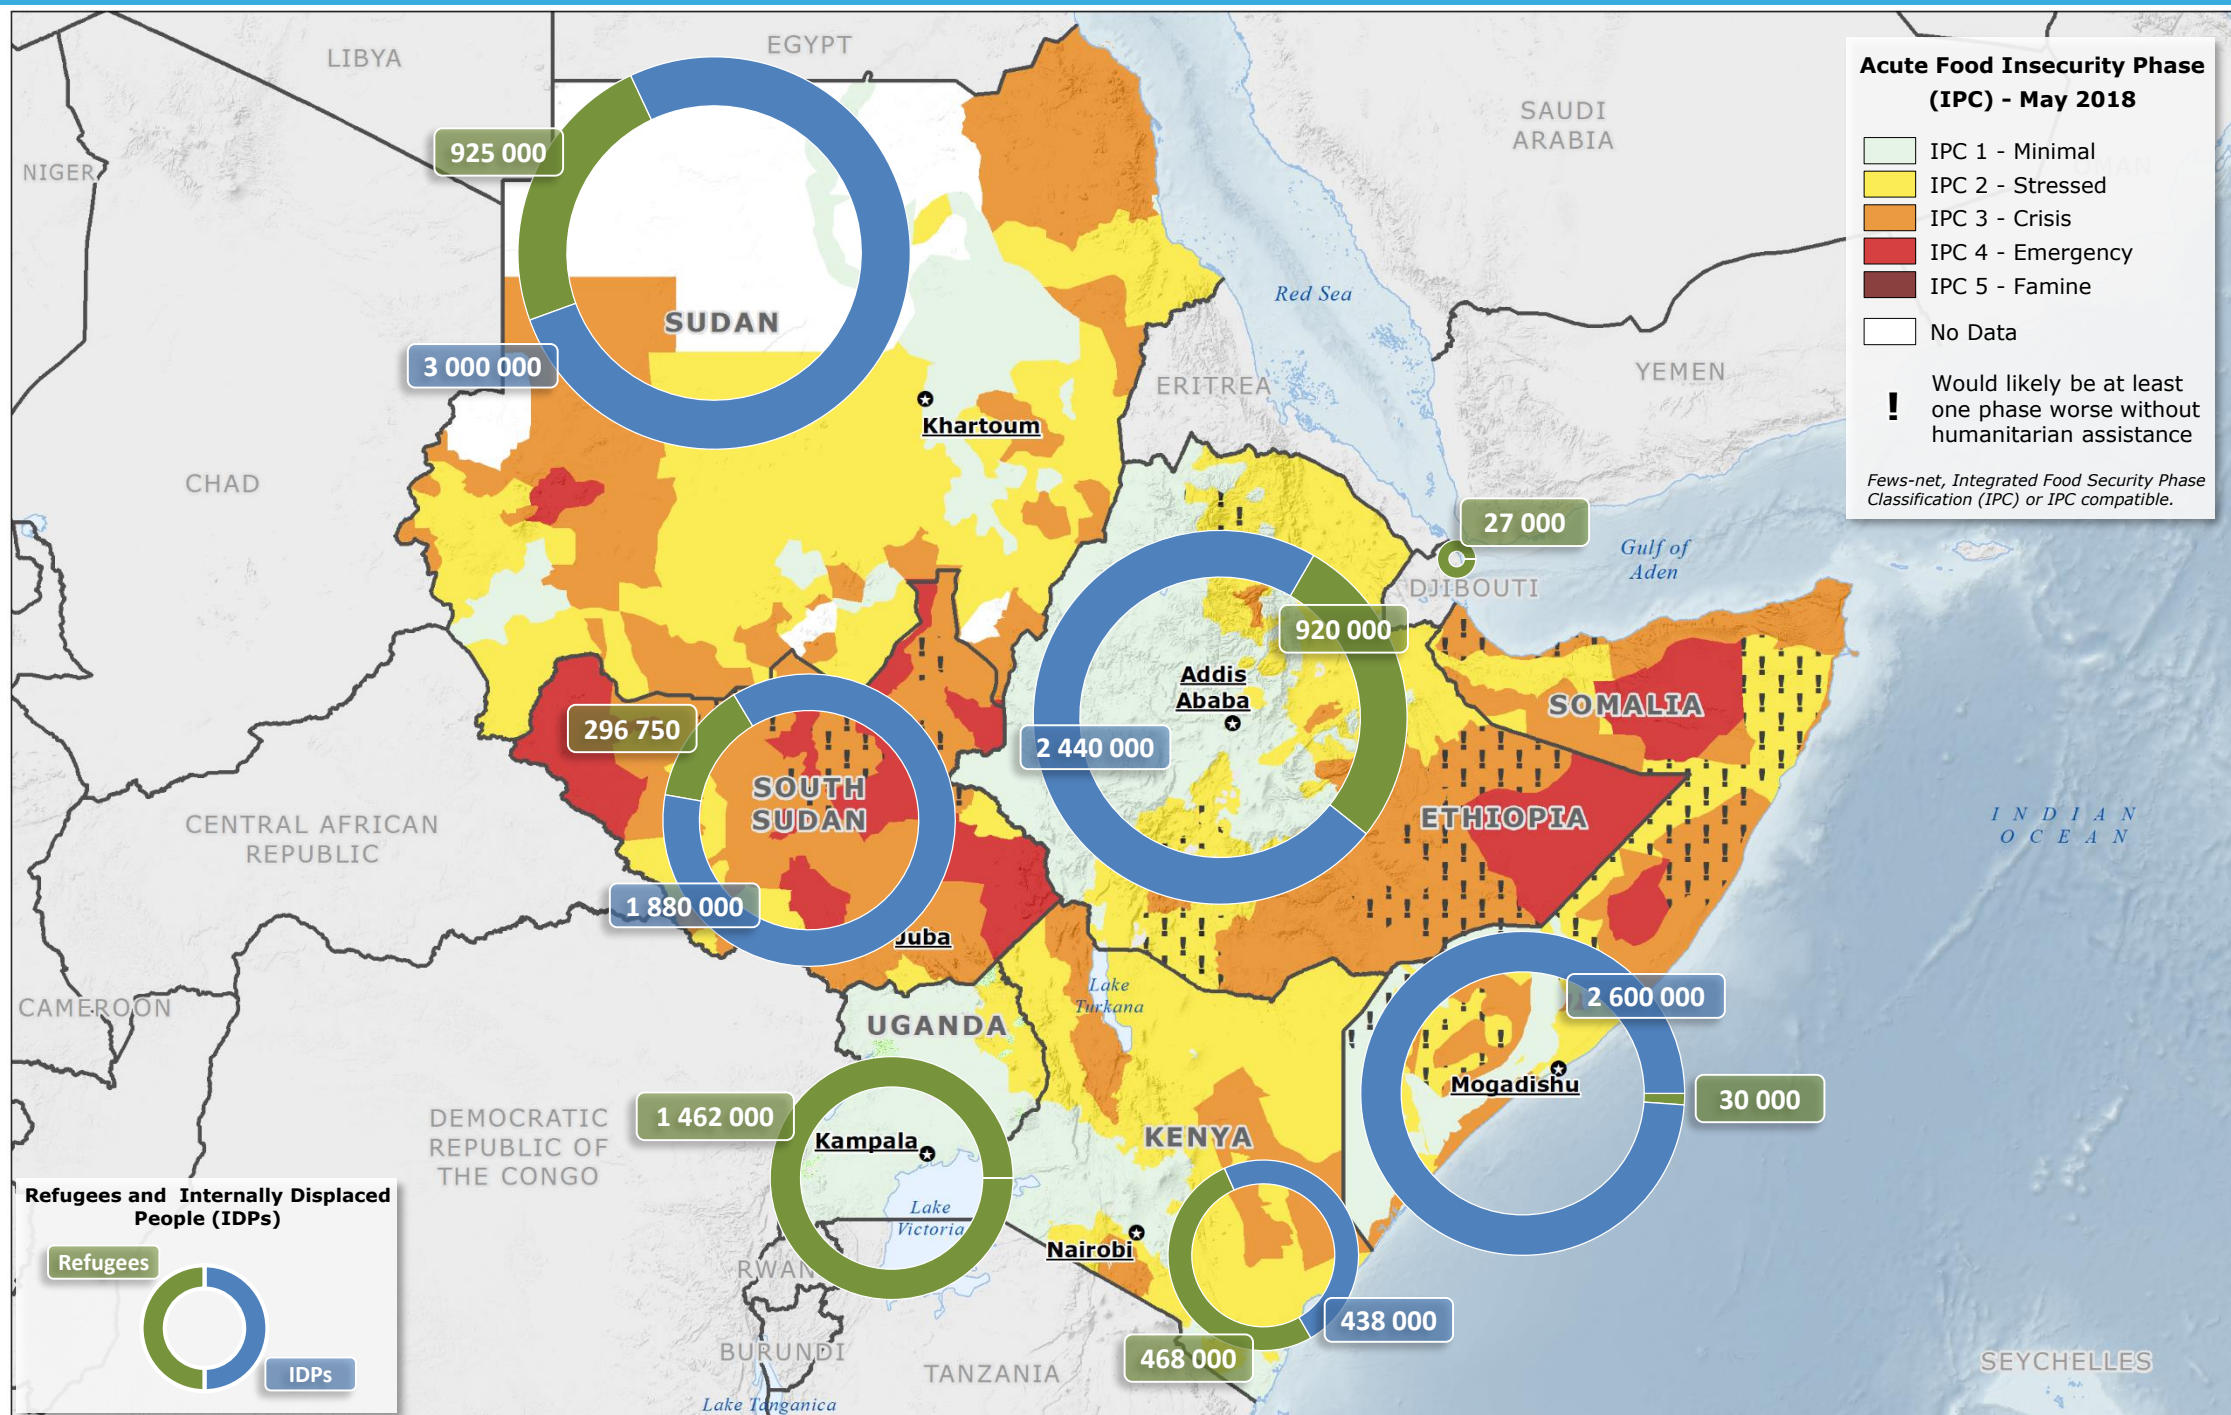 LIBYA
EGYPT
NIGER
SAUDI
ARABIA
Acute Food Insecurity Phase
(IPC) - May 2018
IPC 1 - Minimal
IPC 2 - Stressed
IPC 3 - Crisis
IPC 4 - Emergency
IPC 5 - Famine
No Data
! Would likely be at least
one phase worse without
humanitarian assistance
Fews-net, Integrated Food Security Phase
Classification (IPC) or IPC compatible.
925 000
SUDAN
3 000 000
Red Sea
ERITREA
YEMEN
Khartoum
CHAD
27 000
Gulf of
Aden
DJIBOUTI
920 000
Addis
Ababa
2 440 000
SOMALIA
296 750
SOUTH
SUDAN
1 880 000
Juba
ETHIOPIA
INDIAN
OCEAN
CENTRAL AFRICAN
REPUBLIC
CAMEROON
Lake
Turkana
UGANDA
2 600 000
Mogadishu
30 000
1 462 000
Kampala
KENYA
DEMOCRATIC
REPUBLIC OF
THE CONGO
Lake
Victoria
Nairobi
RWAN
438 000
468 000
BURUNDI
TANZANIA
Lake Tanganica
SEYCHELLES
Refugees and Internally Displaced
People (IDPs)
Refugees
IDPs